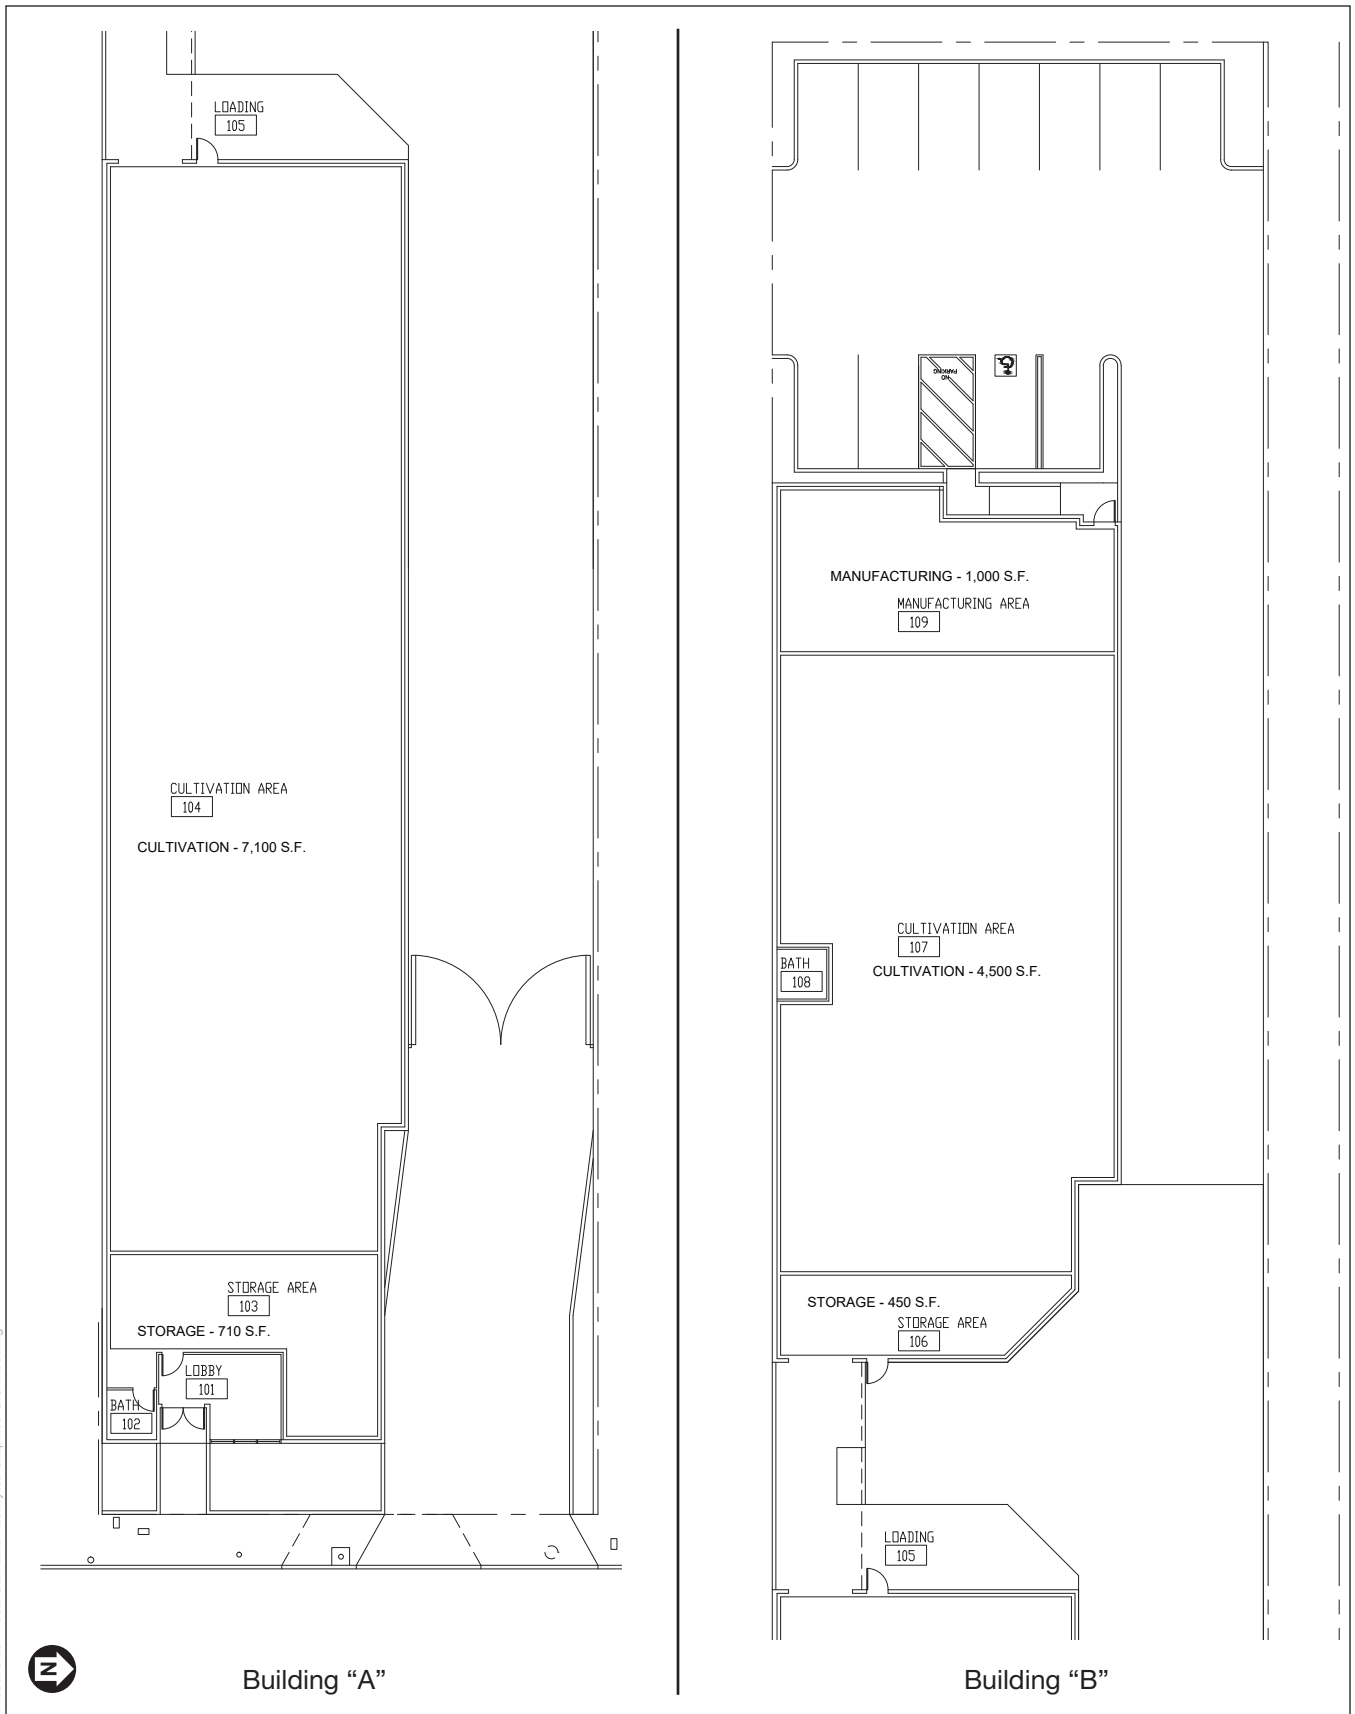 LOADING
105
CULTIVATION AREA
104
CULTIVATION - 7,100 S.F.
STORAGE AREA
103
STORAGE - 710 S.F.
LOBBY
101
BATH
102
N
Building “A”
NO
PARKING
MANUFACTURING - 1,000 S.F.
MANUFACTURING AREA
109
CULTIVATION AREA
107
CULTIVATION - 4,500 S.F.
BATH
108
STORAGE - 450 S.F.
STORAGE AREA
106
LOADING
105
Building “B”